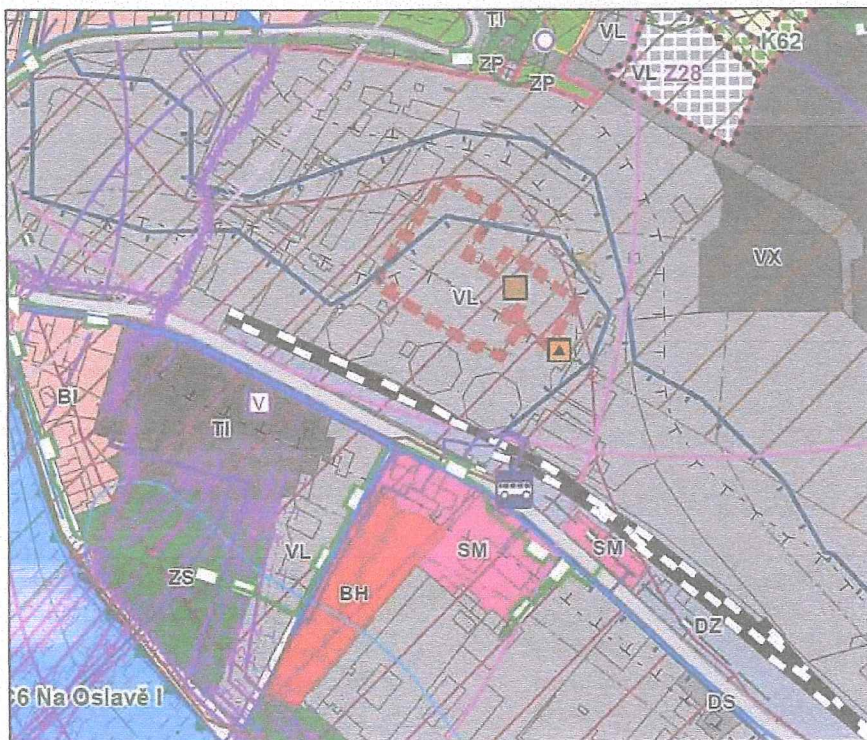 TI
VL
K62
ZP
VL Z28
ZP
VX
VL
BI
V
TI
VL
SM
SM
ZS
BH
DZ
C6 Na Oslavě I
DS